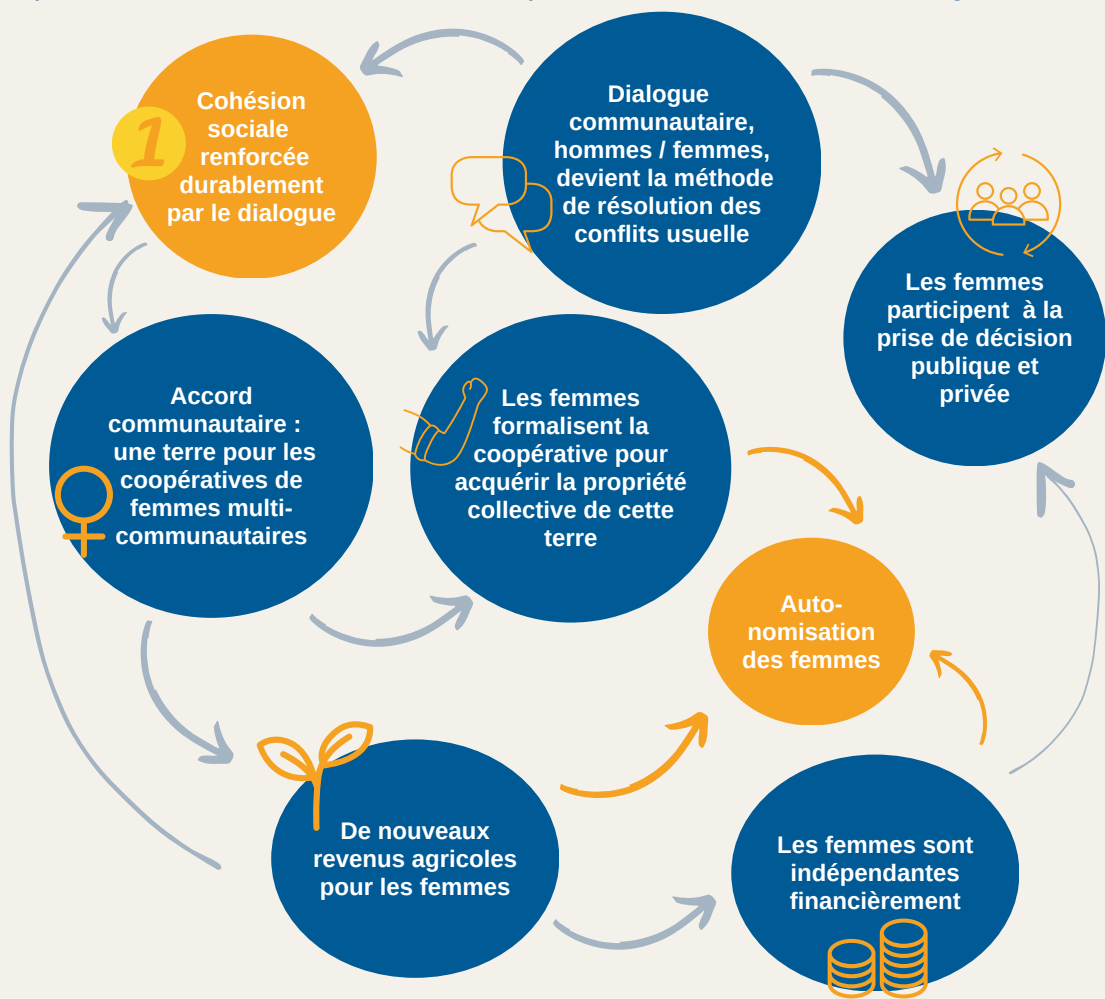 Cohésion
sociale
renforcée
durablement
par le dialogue
1
Dialogue
communautaire,
hommes / femmes,
devient la méthode
de résolution des
conflits usuelle
Les femmes
participent à la
prise de décision
publique et
privée
Accord
communautaire :
une terre pour les
coopératives de
femmes multi-
communautaires
Les femmes
formalisent la
coopérative pour
acquérir la propriété
collective de cette
terre
Auto-
nomisation
des femmes
De nouveaux
revenus agricoles
pour les femmes
Les femmes sont
indépendantes
financièrement